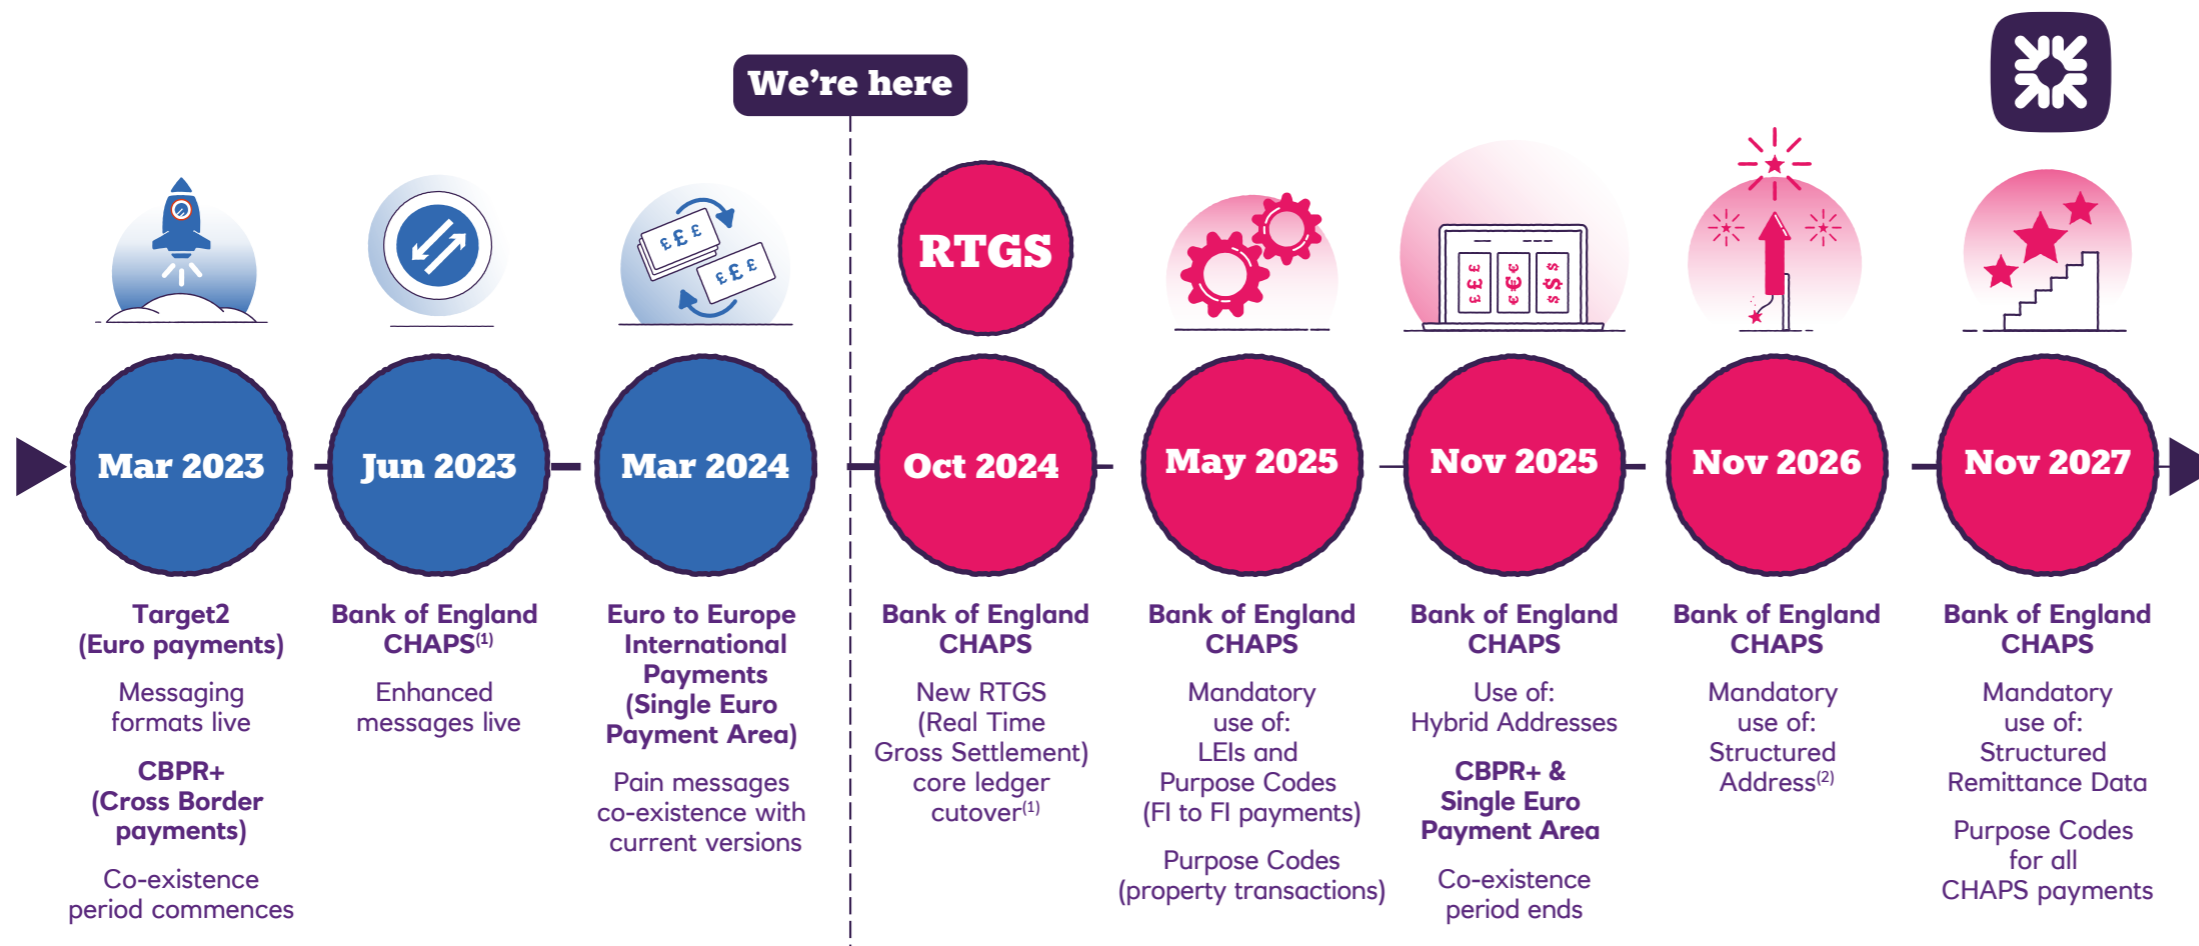 We're here
RTGS
Mar 2023
Jun 2023
Mar 2024
Oct 2024
May 2025
Nov 2025
Nov 2026
Nov 2027
Target2
(Euro payments)
Messaging
formats live
CBPR+
(Cross Border
payments)
Co-existence
period commences
Bank of England
CHAPS(1)
Enhanced
messages live
Euro to Europe
International
Payments
(Single Euro
Payment Area)
Pain messages
co-existence with
current versions
Bank of England
CHAPS
New RTGS
(Real Time
Gross Settlement)
core ledger
cutover(1)
Bank of England
CHAPS
Mandatory
use of:
LEIs and
Purpose Codes
(FI to FI payments)
Purpose Codes
(property transactions)
Bank of England
CHAPS
Use of:
Hybrid Addresses
CBPR+ &
Single Euro
Payment Area
Co-existence
period ends
Bank of England
CHAPS
Mandatory
use of:
Structured
Address(2)
Bank of England
CHAPS
Mandatory
use of:
Structured
Remittance Data
Purpose Codes
for all
CHAPS payments